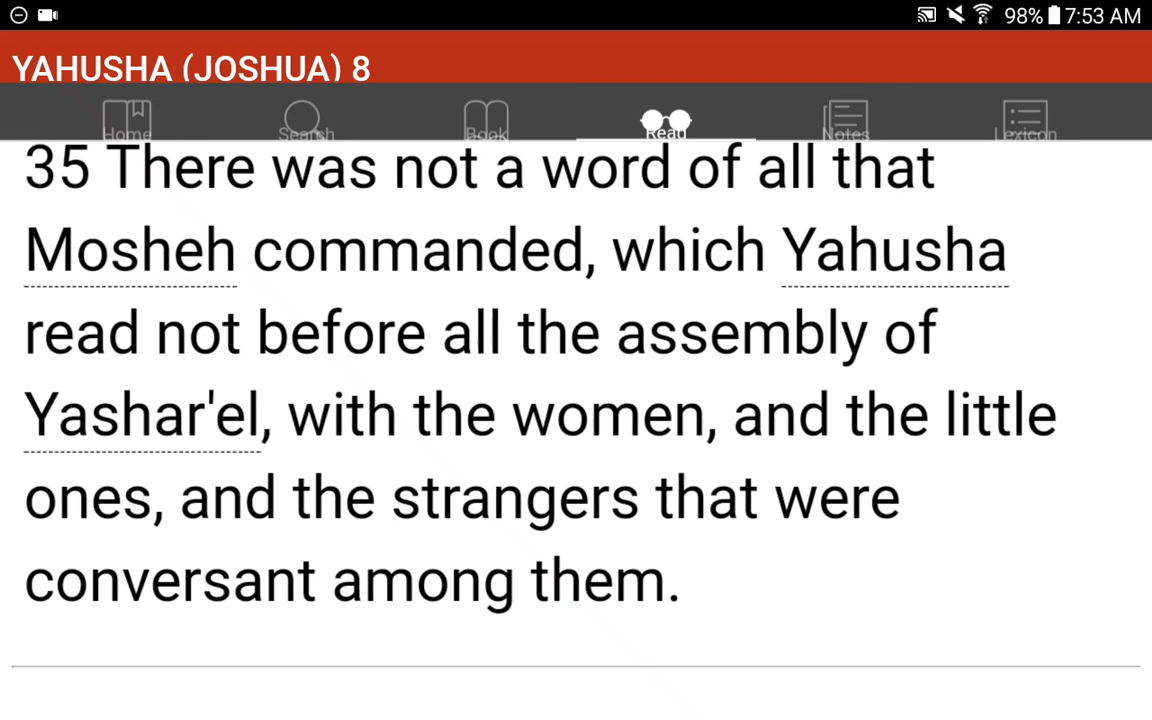 98% 7:53 AM
YAHUSHA (JOSHUA) 8
Home Search Book Read Notes Lexicon
35 There was not a word of all that
Mosheh commanded, which Yahusha
read not before all the assembly of
Yashar'el, with the women, and the little
ones, and the strangers that were
conversant among them.